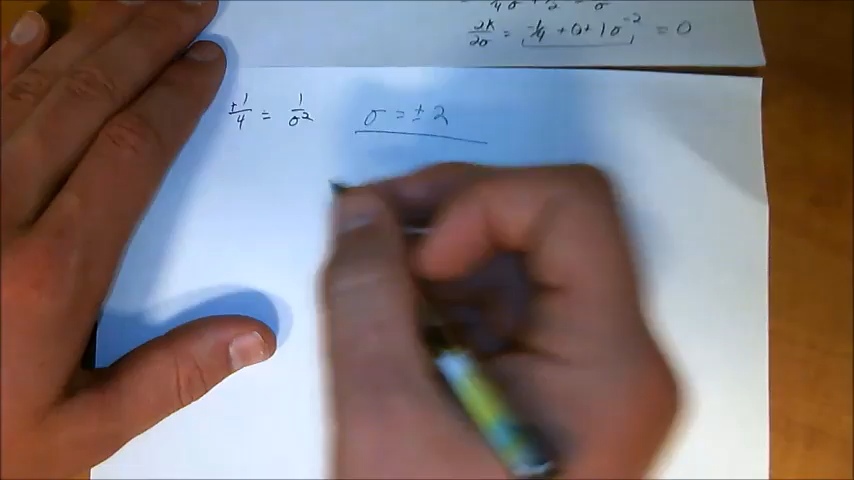 ∂K/∂σ = -1/4 + 0 + 1σ⁻² = 0
+1/4 = 1/σ² σ = ± 2